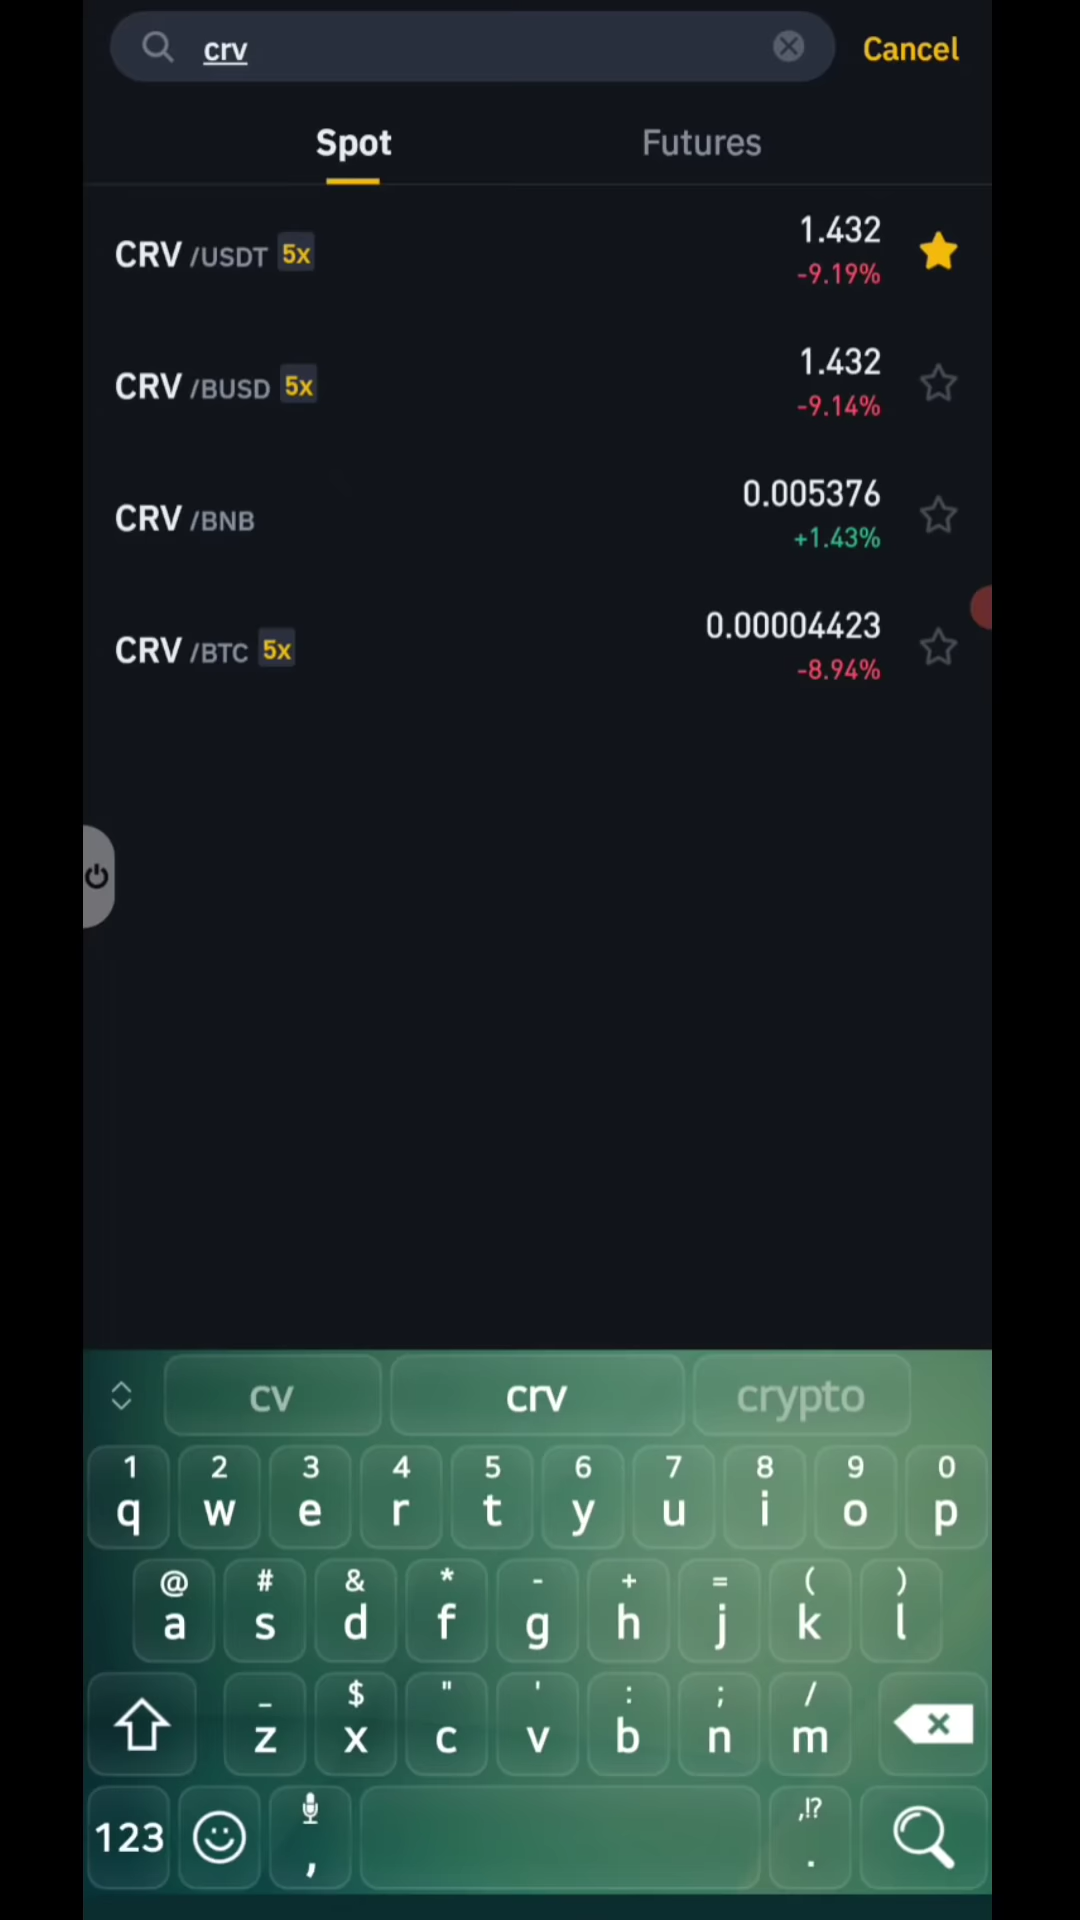 crv
Cancel
Spot
Futures
CRV /USDT 5x
1.432
-9.19%
CRV /BUSD 5x
1.432
-9.14%
CRV /BNB
0.005376
+1.43%
CRV /BTC 5x
0.00004423
-8.94%
cv crv crypto
1 2 3 4 5 6 7 8 9 0
q w e r t y u i o p
@ # & * - + = ( )
a s d f g h j k l
_ $ " ' : ; /
z x c v b n m
,!?
123 , .